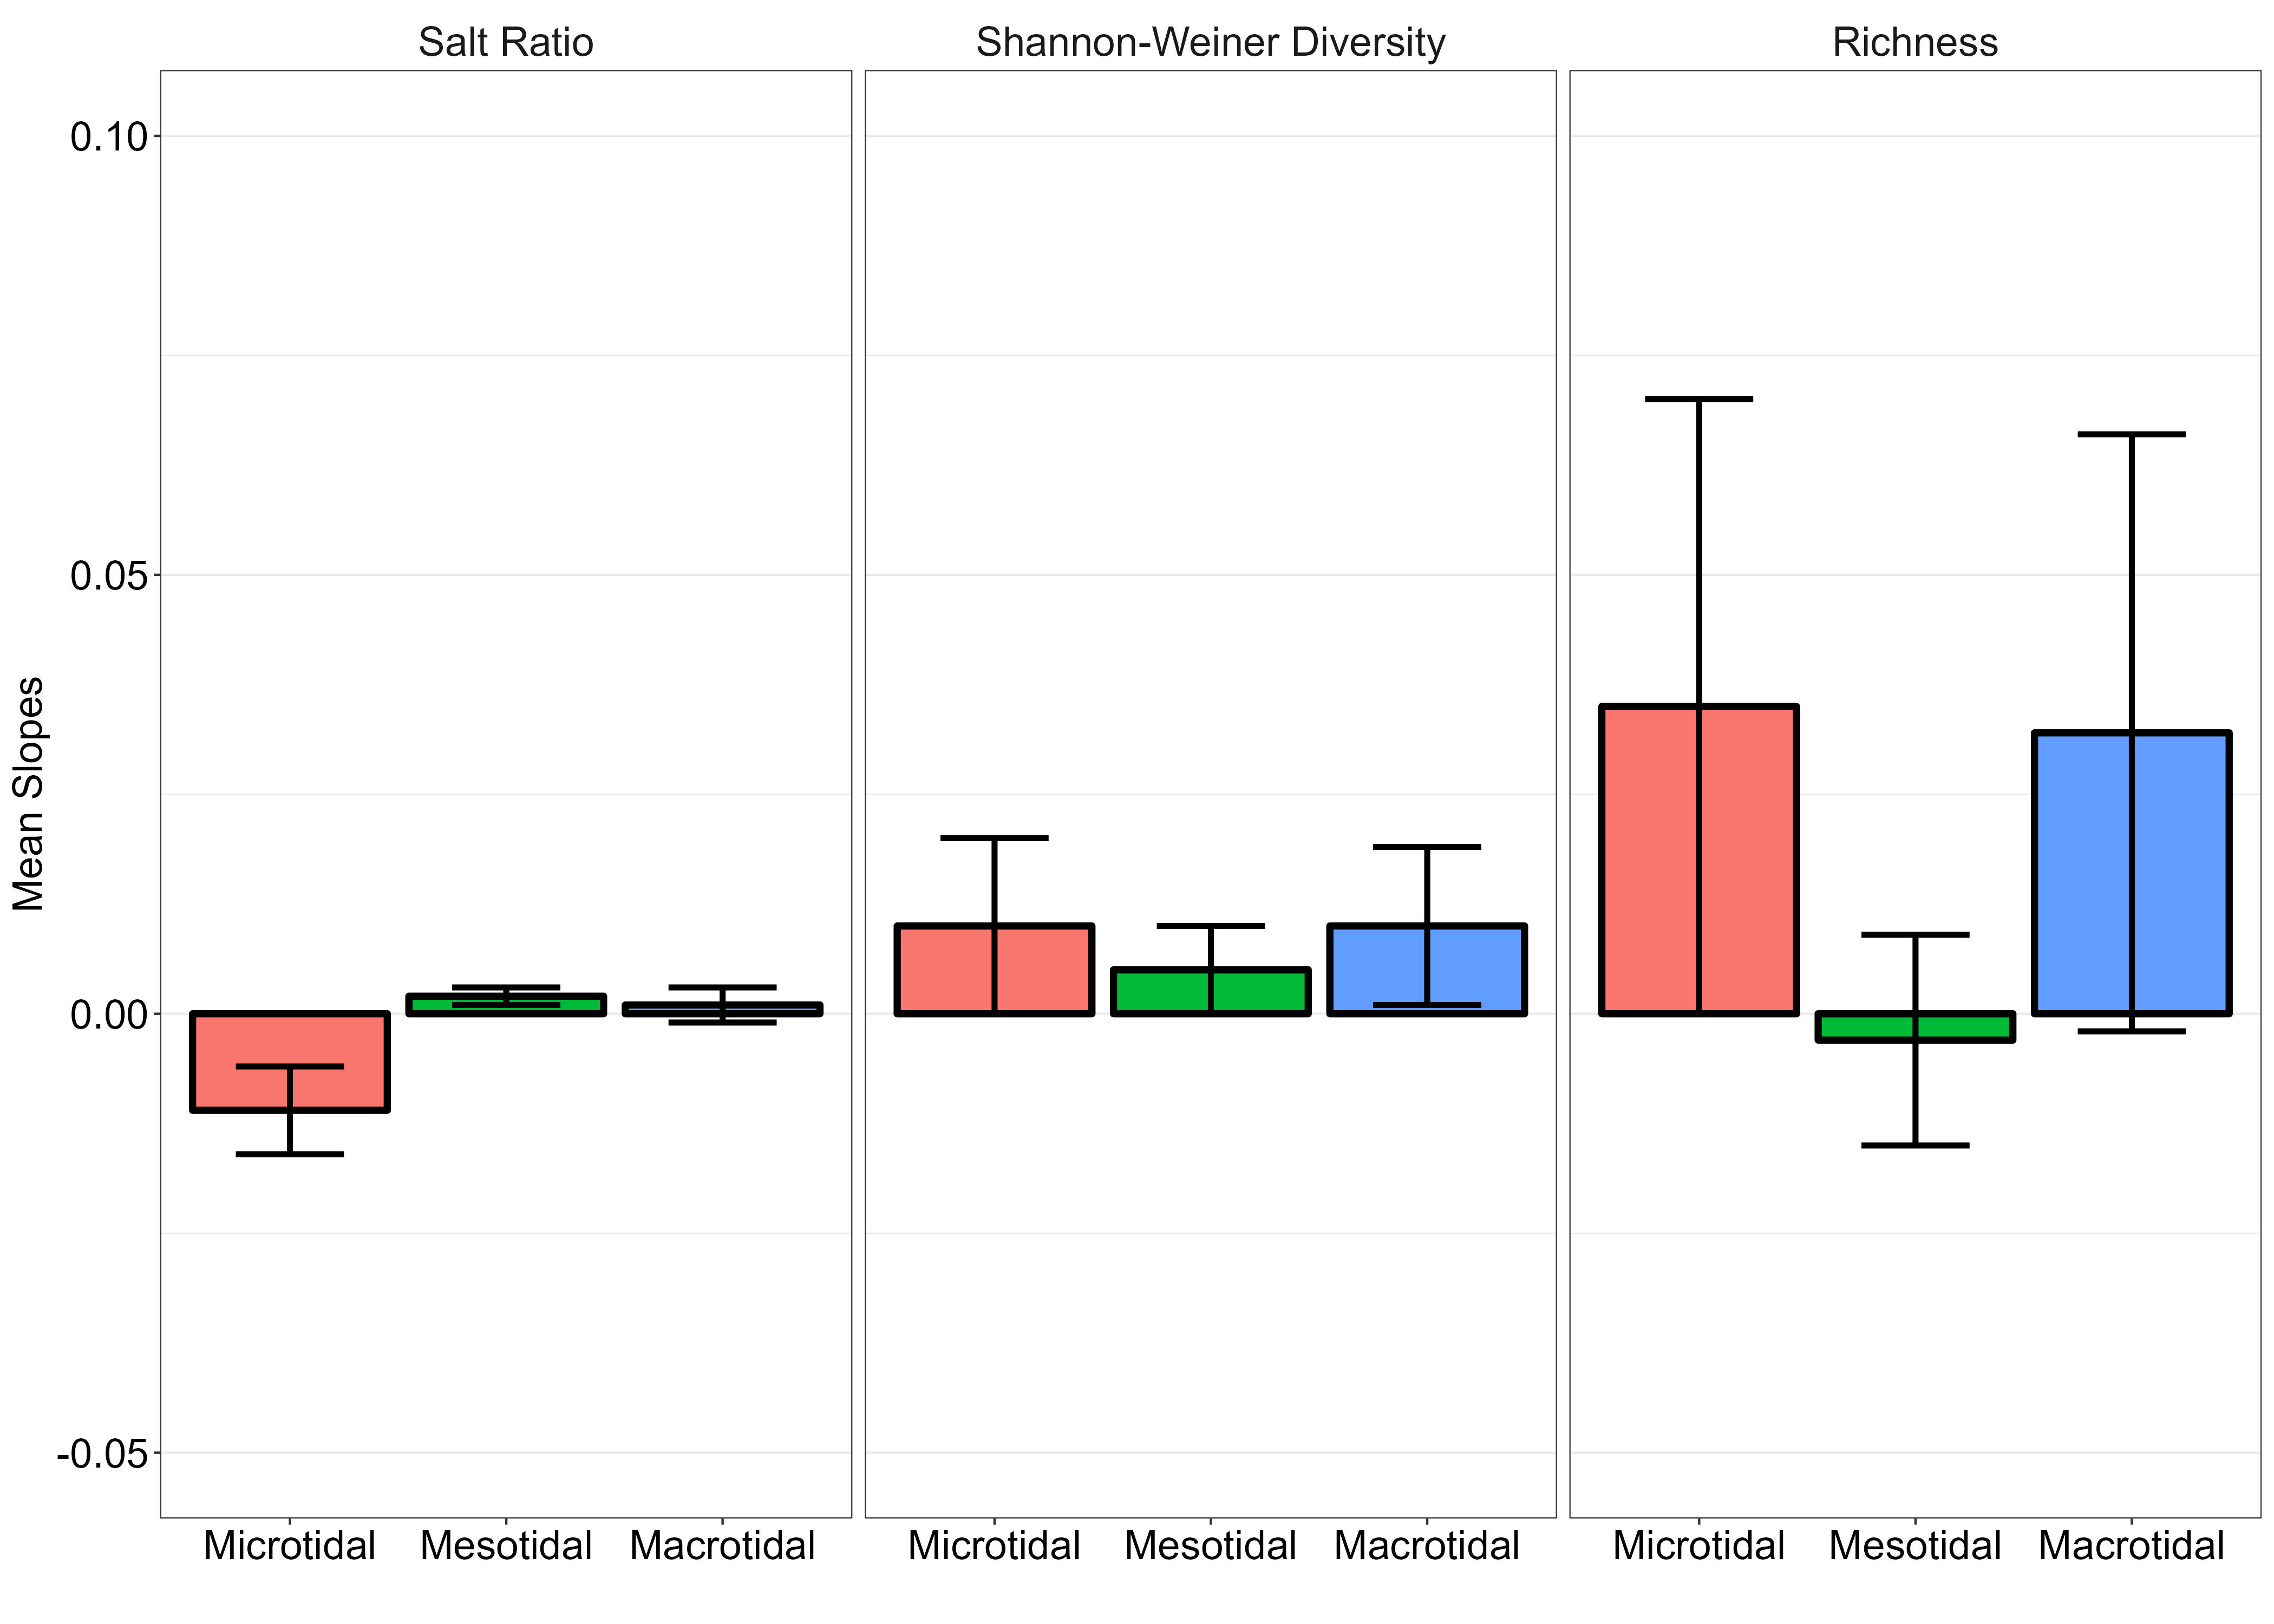 Salt Ratio Shannon-Weiner Diversity Richness
0.10
0.05
0.00
-0.05
Mean Slopes
Microtidal Mesotidal Macrotidal Microtidal Mesotidal Macrotidal Microtidal Mesotidal Macrotidal